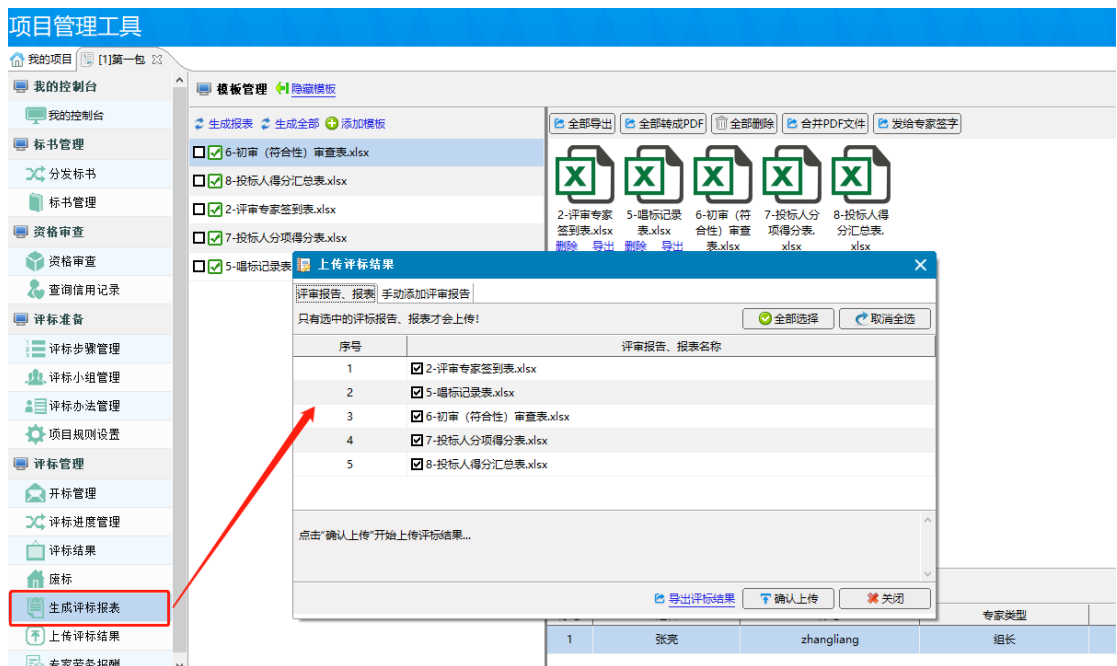 项目管理工具
我的项目 [1]第一包
我的控制台
我的控制台
标书管理
分发标书
标书管理
资格审查
资格审查
查询信用记录
评标准备
评标步骤管理
评标小组管理
评标办法管理
项目规则设置
评标管理
开标管理
评标进度管理
评标结果
废标
生成评标报表
上传评标结果
专家劳务报酬
模板管理 隐藏模板
生成报表 生成全部 添加模板
6-初审（符合性）审查表.xlsx
8-投标人得分汇总表.xlsx
2-评审专家签到表.xlsx
7-投标人分项得分表.xlsx
5-唱标记录表
全部导出 全部转成PDF 全部删除 合并PDF文件 发给专家签字
2-评审专家签到表.xlsx
删除 导出
5-唱标记录表.xlsx
删除 导出
6-初审（符合性）审查表.xlsx
7-投标人分项得分表.xlsx
8-投标人得分汇总表.xlsx
上传评标结果
评审报告、报表 手动添加评审报告
只有选中的评标报告、报表才会上传!
全部选择 取消全选
序号 评审报告、报表名称
1 2-评审专家签到表.xlsx
2 5-唱标记录表.xlsx
3 6-初审（符合性）审查表.xlsx
4 7-投标人分项得分表.xlsx
5 8-投标人得分汇总表.xlsx
点击"确认上传"开始上传评标结果...
导出评标结果 确认上传 关闭
专家类型
1 张亮 zhangliang 组长